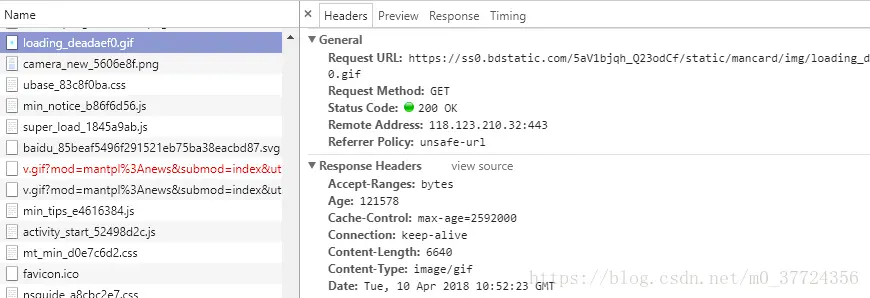 Name
loading_deadaef0.gif
camera_new_5606e8f.png
ubase_83c8f0ba.css
min_notice_b86f6d56.js
super_load_1845a9ab.js
baidu_85beaf5496f291521eb75ba38eacbd87.svg
v.gif?mod=mantpl%3Anews&submod=index&ut
v.gif?mod=mantpl%3Anews&submod=index&ut
min_tips_e4616384.js
activity_start_52498d2c.js
mt_min_d0e7c6d2.css
favicon.ico
nsguide_a8cbc2e7.css
× Headers Preview Response Timing
▼ General
Request URL: https://ss0.bdstatic.com/5aV1bjqh_Q23odCf/static/mancard/img/loading_d
0.gif
Request Method: GET
Status Code: 200 OK
Remote Address: 118.123.210.32:443
Referrer Policy: unsafe-url
▼ Response Headers view source
Accept-Ranges: bytes
Age: 121578
Cache-Control: max-age=2592000
Connection: keep-alive
Content-Length: 6640
Content-Type: image/gif
Date: Tue, 10 Apr 2018 10:52:23 GMT
https://blog.csdn.net/m0_37724356